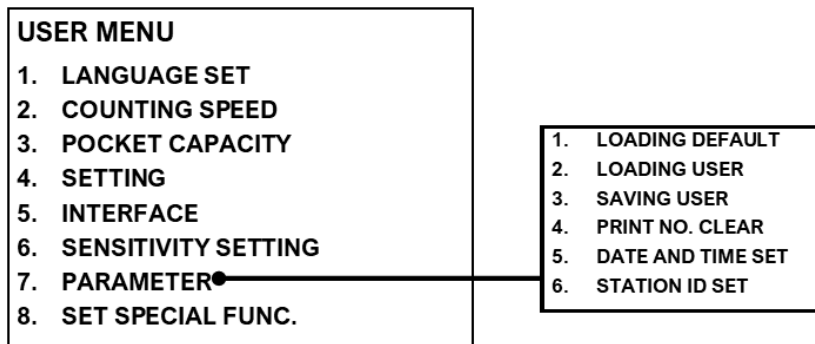 USER MENU
1. LANGUAGE SET
2. COUNTING SPEED
3. POCKET CAPACITY
4. SETTING
5. INTERFACE
6. SENSITIVITY SETTING
7. PARAMETER
8. SET SPECIAL FUNC.
1. LOADING DEFAULT
2. LOADING USER
3. SAVING USER
4. PRINT NO. CLEAR
5. DATE AND TIME SET
6. STATION ID SET